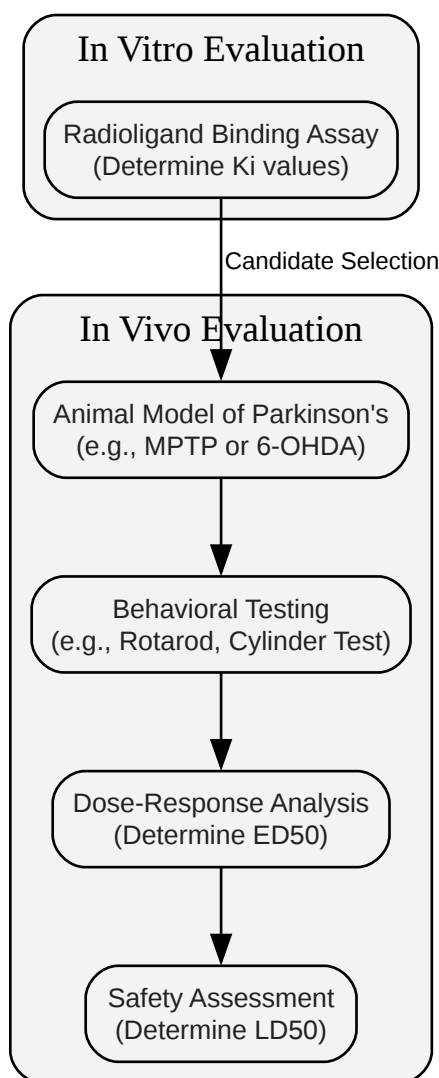 In Vitro Evaluation
Radioligand Binding Assay
(Determine Ki values)
Candidate Selection
In Vivo Evaluation
Animal Model of Parkinson's
(e.g., MPTP or 6-OHDA)
Behavioral Testing
(e.g., Rotarod, Cylinder Test)
Dose-Response Analysis
(Determine ED50)
Safety Assessment
(Determine LD50)